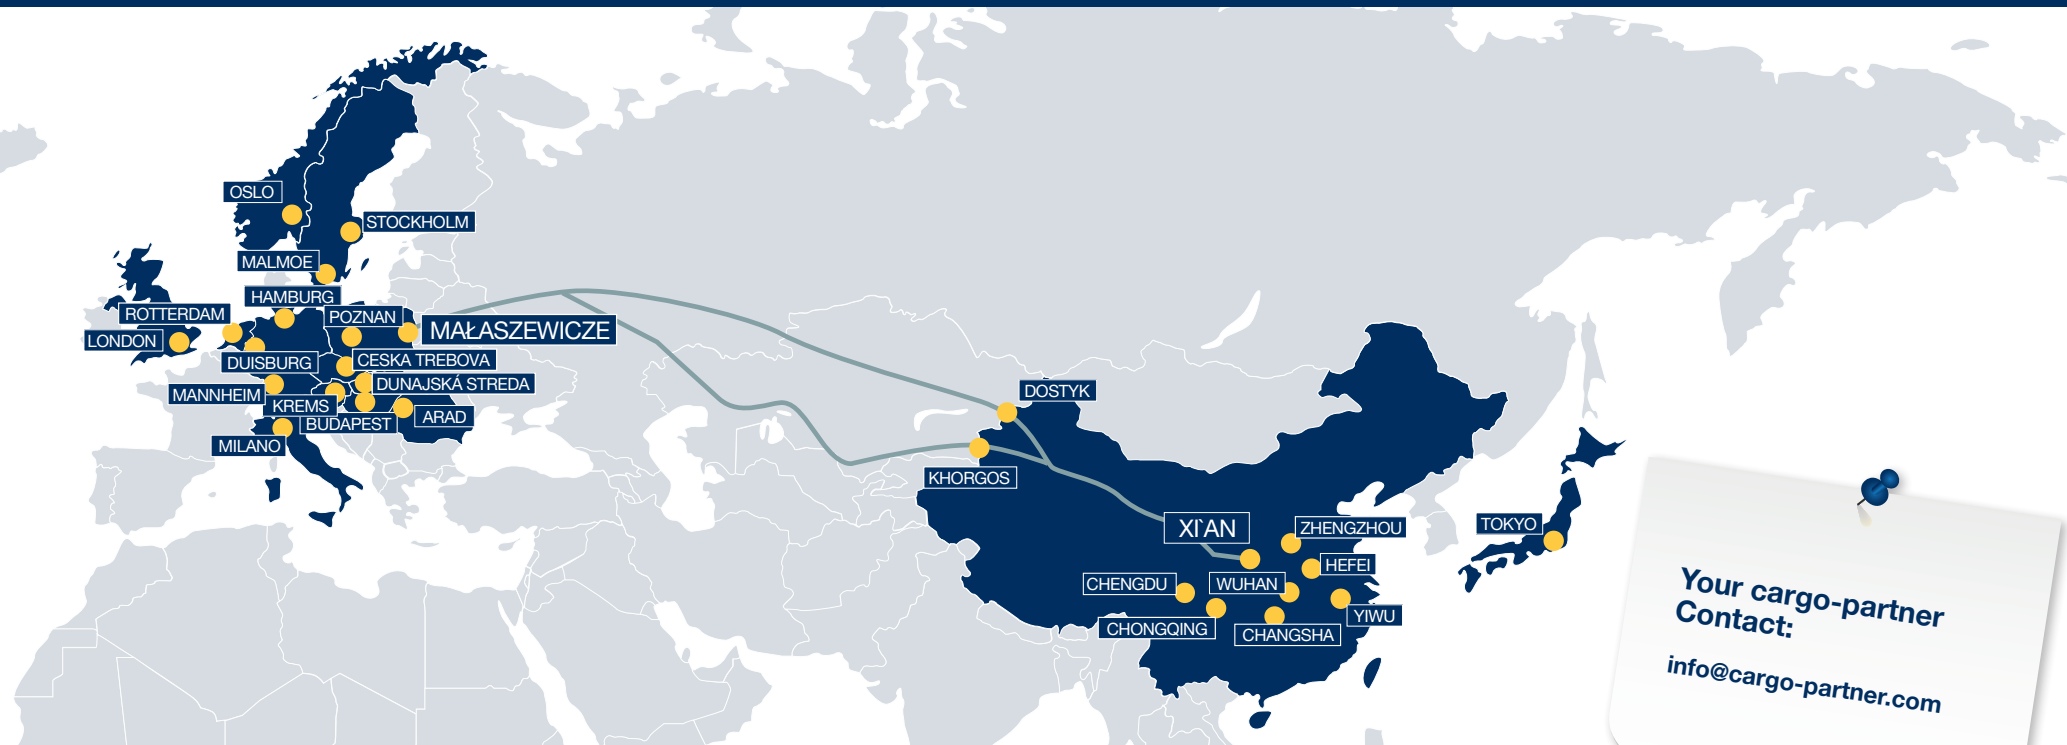 OSLO
STOCKHOLM
MALMOE
HAMBURG
ROTTERDAM
POZNAN
MAŁASZEWICZE
LONDON
DUISBURG
CESKA TREBOVA
DUNAJSKÁ STREDA
MANNHEIM
KREMS
ARAD
BUDAPEST
MILANO
DOSTYK
KHORGOS
XI`AN
ZHENGZHOU
TOKYO
HEFEI
CHENGDU
WUHAN
YIWU
CHONGQING
CHANGSHA
Your cargo-partner
Contact:
info@cargo-partner.com